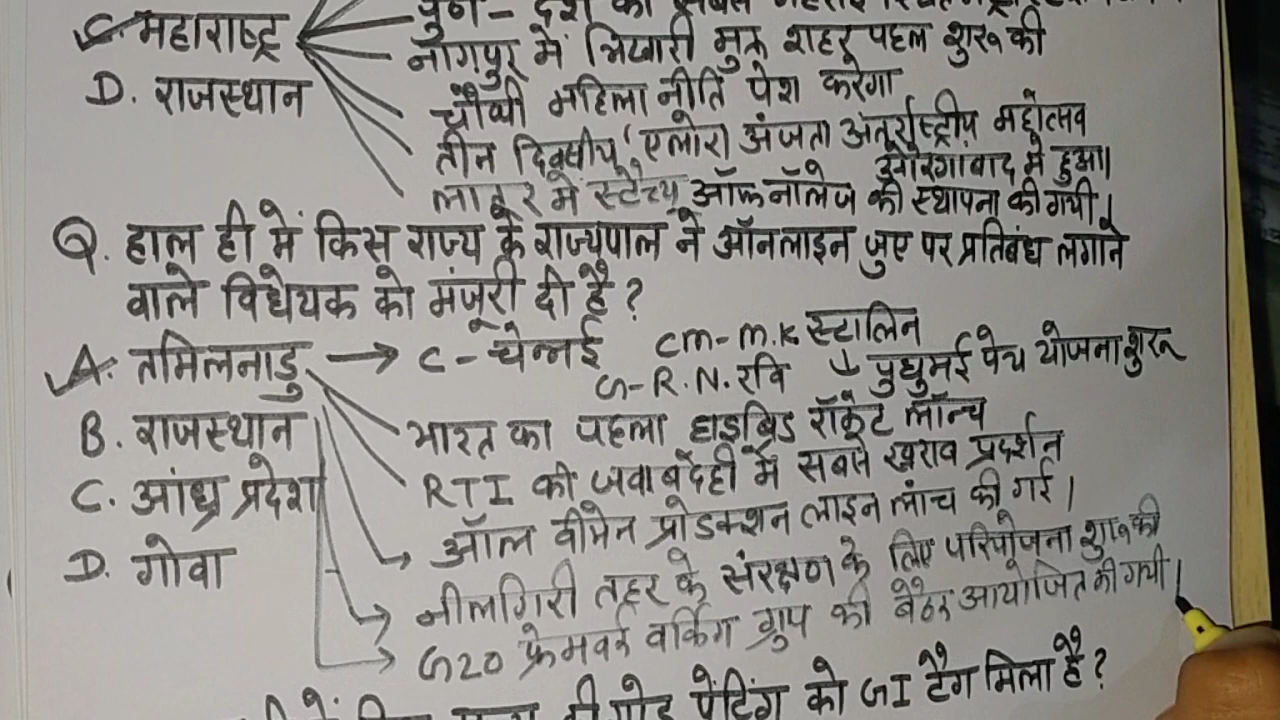 पुणे - देश का सबसे
C. महाराष्ट्र
नागपुर में भिखारी मुक्त शहर पहल शुरू की
D. राजस्थान
चौथी महिला नीति पेश करेगा
तीन दिवसीय 'एलोरा अंजता अंतर्राष्ट्रीय महोत्सव
औरंगाबाद में हुआ।
लातूर में स्टैच्यू ऑफ नॉलेज की स्थापना की गयी।
Q. हाल ही में किस राज्य के राज्यपाल ने ऑनलाइन जुए पर प्रतिबंध लगाने
वाले विधेयक को मंजूरी दी है?
A. तमिलनाडु → C - चेन्नई CM - M.K स्टालिन
G - R.N. रवि ↓ पुधुमई पेच योजना शुरू
B. राजस्थान
भारत का पहला हाइब्रिड रॉकेट लॉन्च
RTI की जवाबदेही में सबसे खराब प्रदर्शन
C. आंध्र प्रदेश
ऑल वीमेन प्रोडक्शन लाइन लांच की गई।
D. गोवा
नीलगिरी तहर के संरक्षण के लिए परियोजना शुरू की
G20 फ्रेमवर्क वर्किंग ग्रुप की बैठक आयोजित की गयी।
पेंटिंग को GI टैग मिला है?